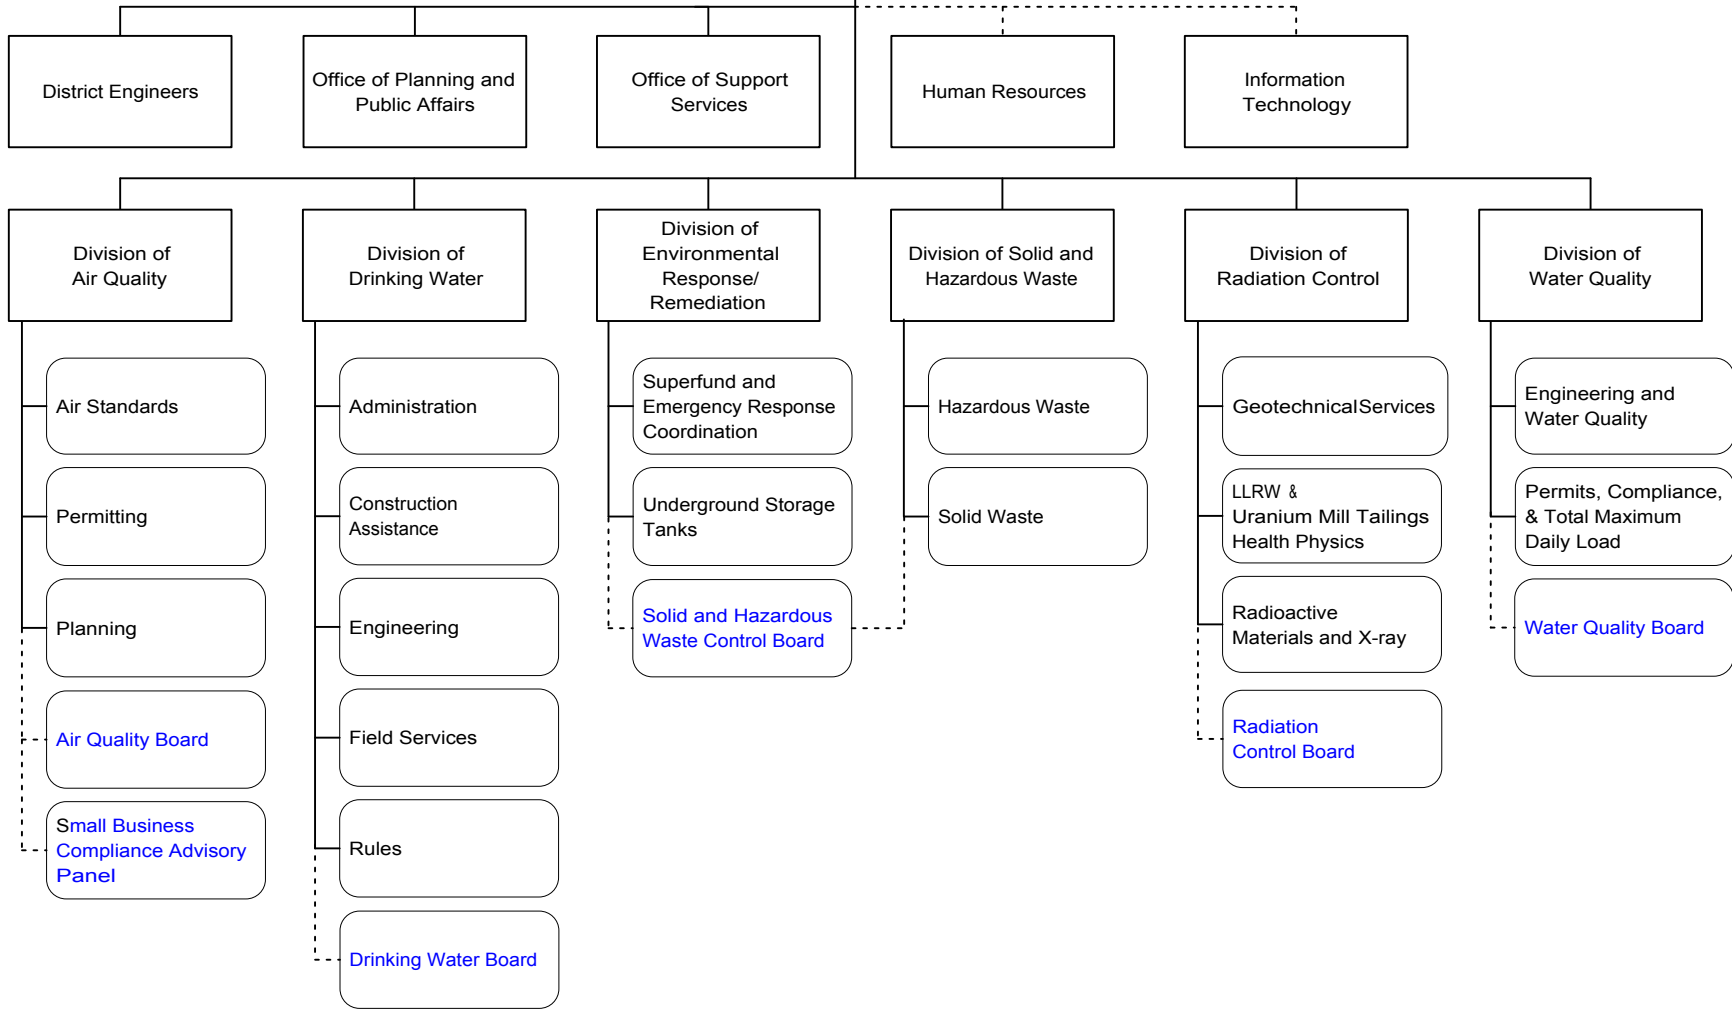 District Engineers
Office of Planning and
Public Affairs
Office of Support
Services
Human Resources
Information
Technology
Division of
Air Quality
Division of
Drinking Water
Division of
Environmental
Response/
Remediation
Division of Solid and
Hazardous Waste
Division of
Radiation Control
Division of
Water Quality
Air Standards
Permitting
Planning
Air Quality Board
Small Business
Compliance Advisory
Panel
Administration
Construction
Assistance
Engineering
Field Services
Rules
Drinking Water Board
Superfund and
Emergency Response
Coordination
Underground Storage
Tanks
Solid and Hazardous
Waste Control Board
Hazardous Waste
Solid Waste
GeotechnicalServices
LLRW &
Uranium Mill Tailings
Health Physics
Radioactive
Materials and X-ray
Radiation
Control Board
Engineering and
Water Quality
Permits, Compliance,
& Total Maximum
Daily Load
Water Quality Board